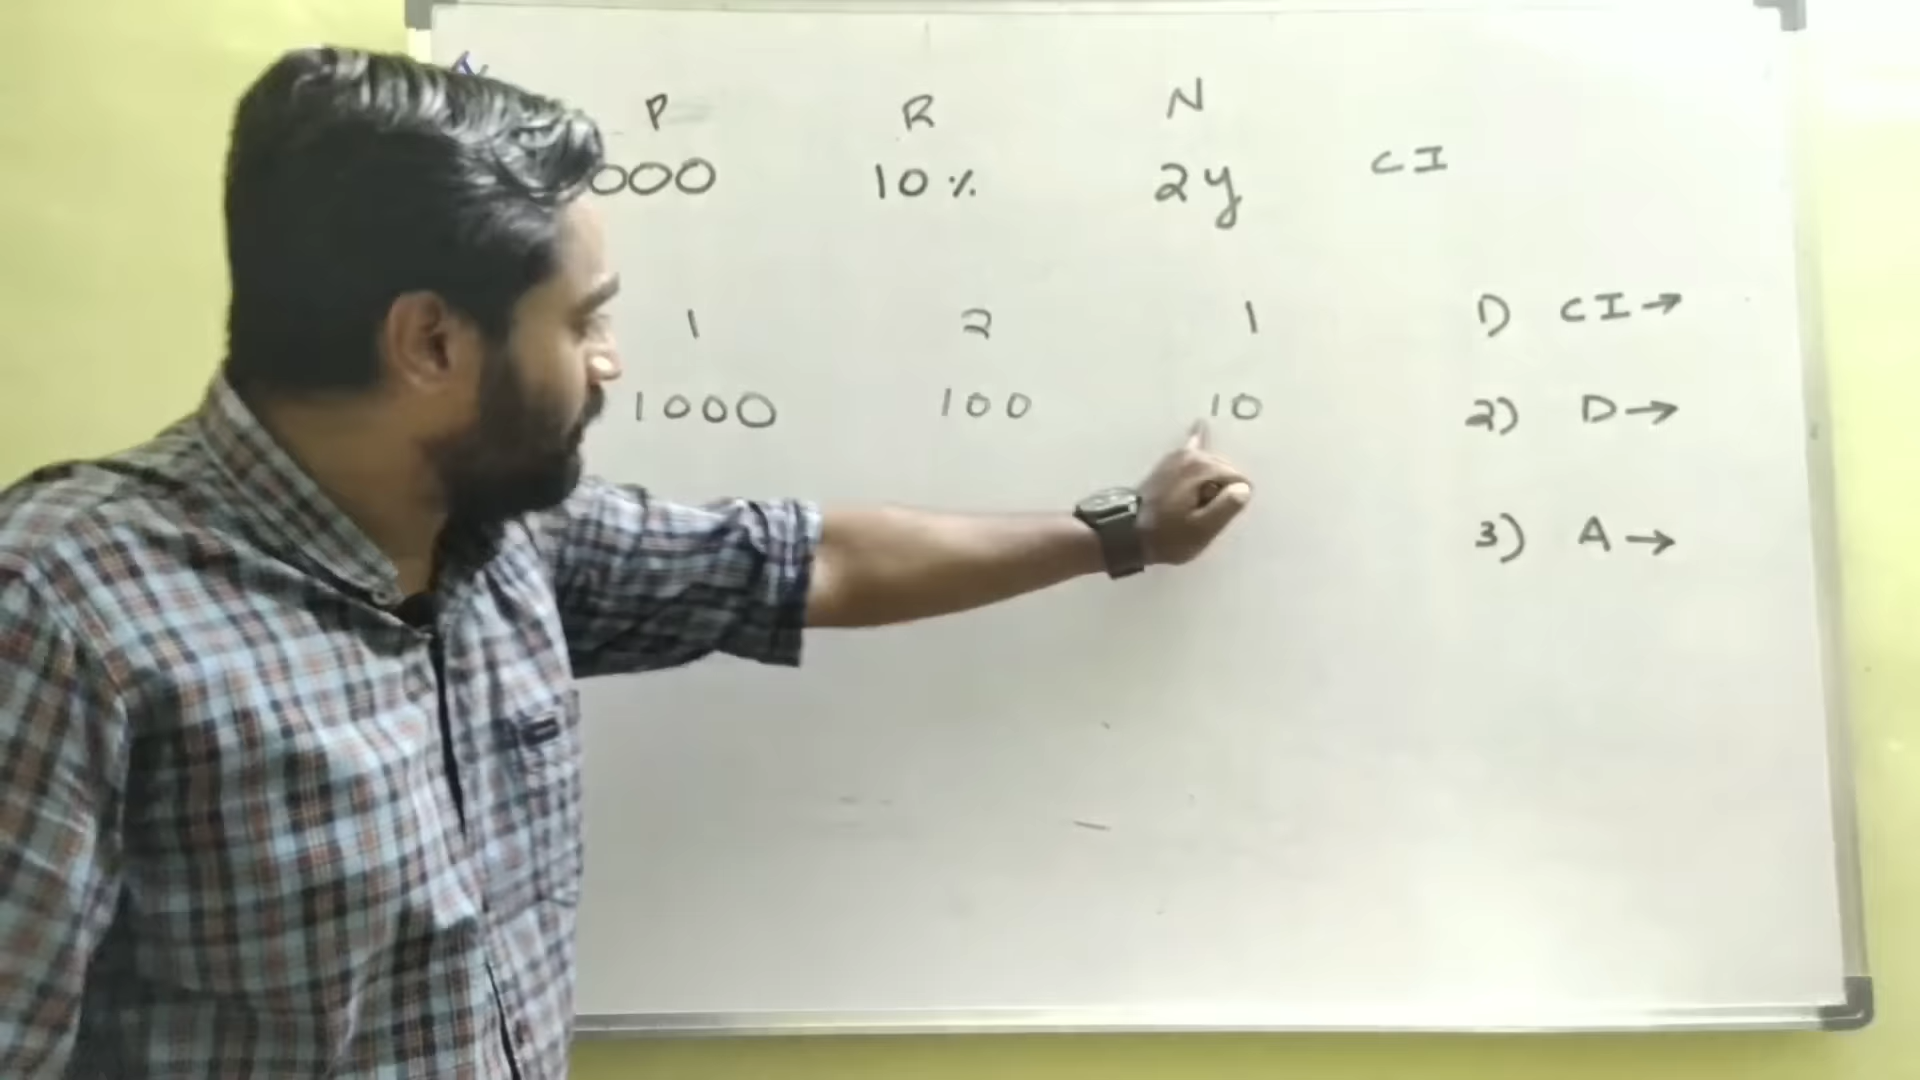 P R N
000 10% 2y CI
1 2 1 1) CI→
1000 100 10 2) D→
3) A→